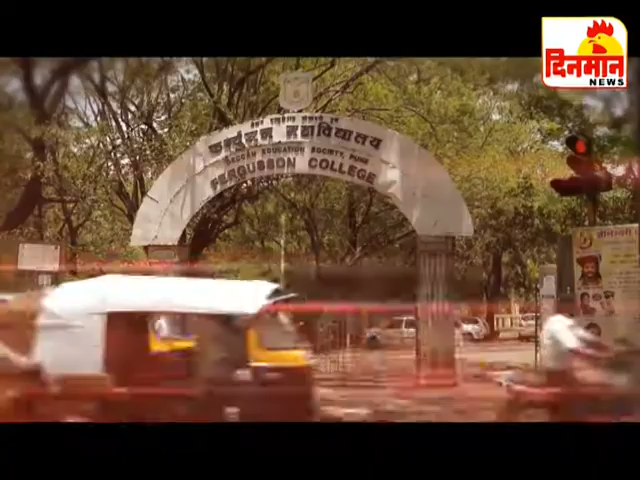 दिनमान
NEWS
फर्ग्युसन महाविद्यालय
DECCAN EDUCATION SOCIETY, PUNE
FERGUSSON COLLEGE